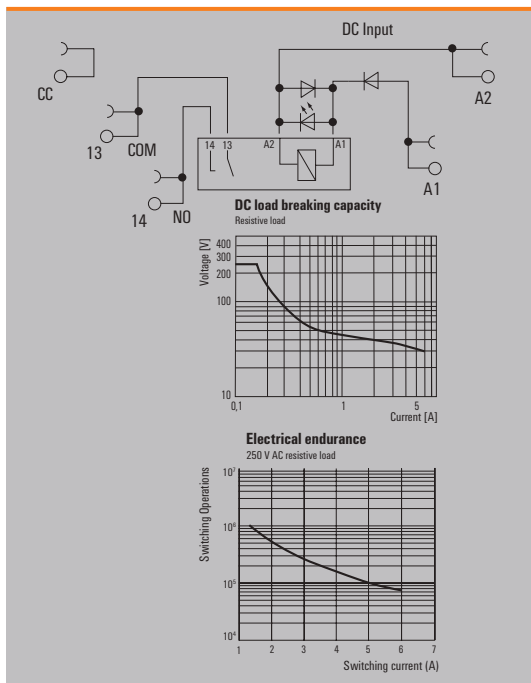 DC Input
CC
A2
13
COM
14 13
A2
A1
A1
14
NO
DC load breaking capacity
Resistive load
Voltage [V]
400
300
200
100
10
0,1
1
5
Current [A]
Electrical endurance
250 V AC resistive load
Switching Operations
10⁷
10⁶
10⁵
10⁴
1 2 3 4 5 6 7
Switching current (A)